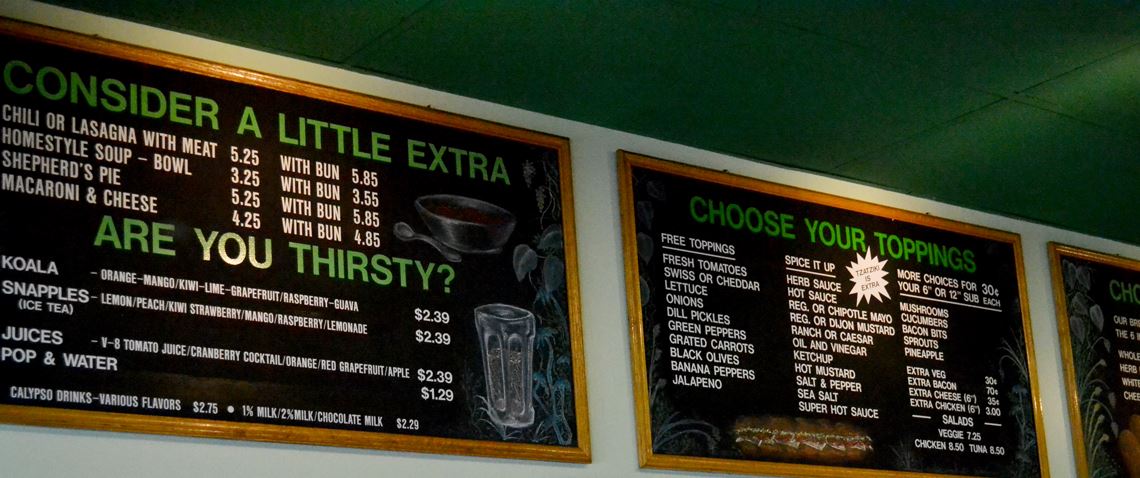 CONSIDER A LITTLE EXTRA
CHILI OR LASAGNA WITH MEAT 5.25 WITH BUN 5.85
HOMESTYLE SOUP - BOWL 3.25 WITH BUN 3.55
SHEPHERD'S PIE 5.25 WITH BUN 5.85
MACARONI & CHEESE 4.25 WITH BUN 4.85
ARE YOU THIRSTY?
KOALA - ORANGE-MANGO/KIWI-LIME-GRAPEFRUIT/RASPBERRY-GUAVA $2.39
SNAPPLES - LEMON/PEACH/KIWI STRAWBERRY/MANGO/RASPBERRY/LEMONADE $2.39
(ICE TEA)
JUICES - V-8 TOMATO JUICE/CRANBERRY COCKTAIL/ORANGE/RED GRAPEFRUIT/APPLE $2.39
POP & WATER $1.29
CALYPSO DRINKS-VARIOUS FLAVORS $2.75 • 1% MILK/2%MILK/CHOCOLATE MILK $2.29
CHOOSE YOUR TOPPINGS
FREE TOPPINGS
FRESH TOMATOES
SWISS OR CHEDDAR
LETTUCE
ONIONS
DILL PICKLES
GREEN PEPPERS
GRATED CARROTS
BLACK OLIVES
BANANA PEPPERS
JALAPENO
SPICE IT UP
HERB SAUCE
HOT SAUCE
REG. OR CHIPOTLE MAYO
REG. OR DIJON MUSTARD
RANCH OR CAESAR
OIL AND VINEGAR
KETCHUP
HOT MUSTARD
SALT & PEPPER
SEA SALT
SUPER HOT SAUCE
TZATZIKI
IS
EXTRA
MORE CHOICES FOR 30¢
YOUR 6" OR 12" SUB EACH
MUSHROOMS
CUCUMBERS
BACON BITS
SPROUTS
PINEAPPLE
EXTRA VEG 30¢
EXTRA BACON 70¢
EXTRA CHEESE (6") 35¢
EXTRA CHICKEN (6") 3.00
SALADS
VEGGIE 7.25
CHICKEN 8.50 TUNA 8.50
OUR
THE 6
HERB